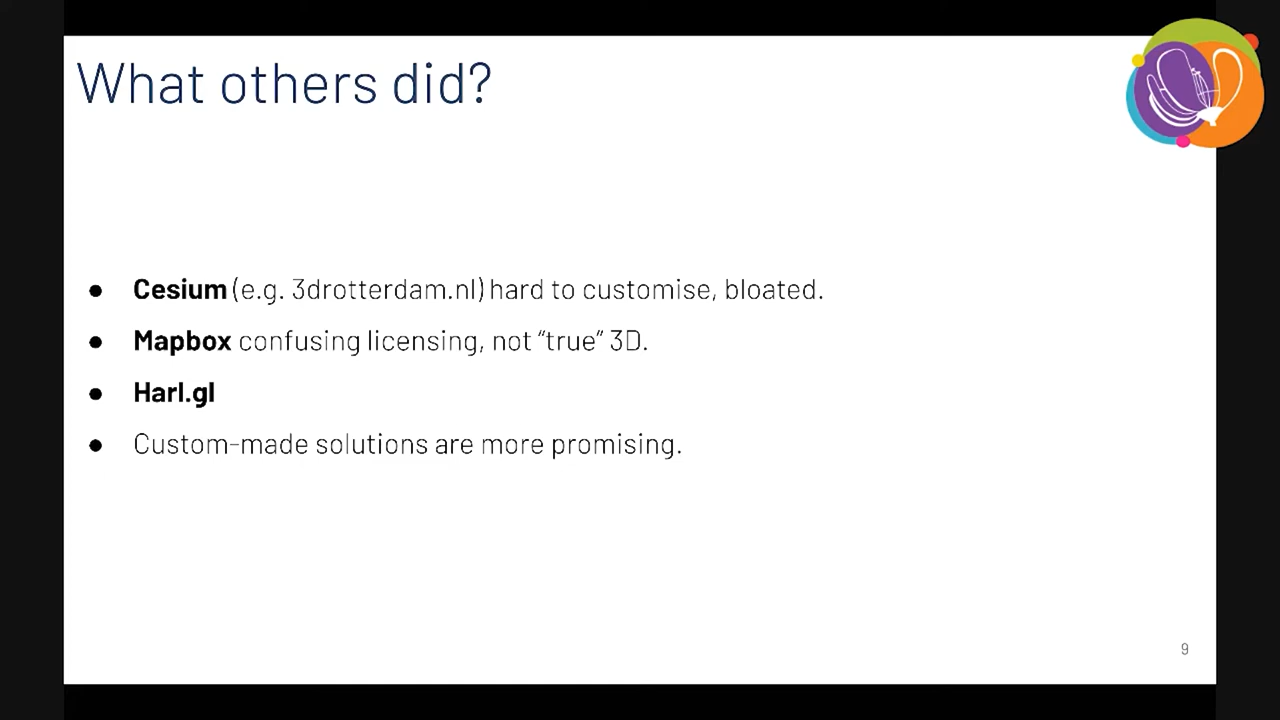 What others did?
● Cesium (e.g. 3drotterdam.nl) hard to customise, bloated.
● Mapbox confusing licensing, not “true” 3D.
● Harl.gl
● Custom-made solutions are more promising.
9